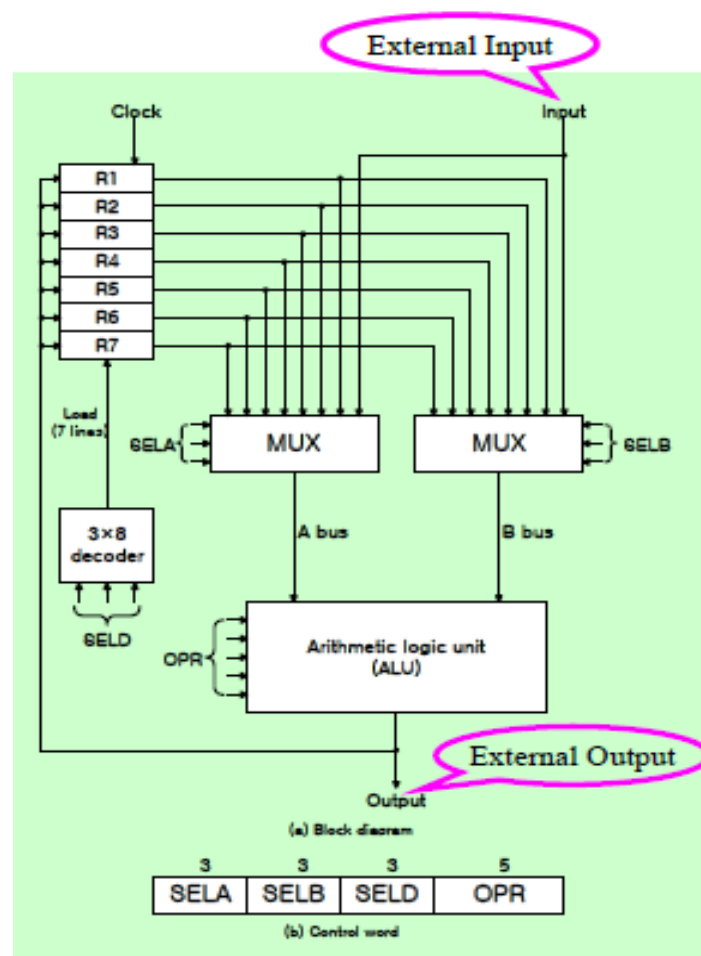 External Input
Clock
Input
R1
R2
R3
R4
R5
R6
R7
Load
(7 lines)
SELA
MUX
MUX
SELB
3×8
decoder
A bus
B bus
SELD
OPR
Arithmetic logic unit
(ALU)
External Output
Output
(a) Block diagram
3 3 3 5
SELA SELB SELD OPR
(b) Control word